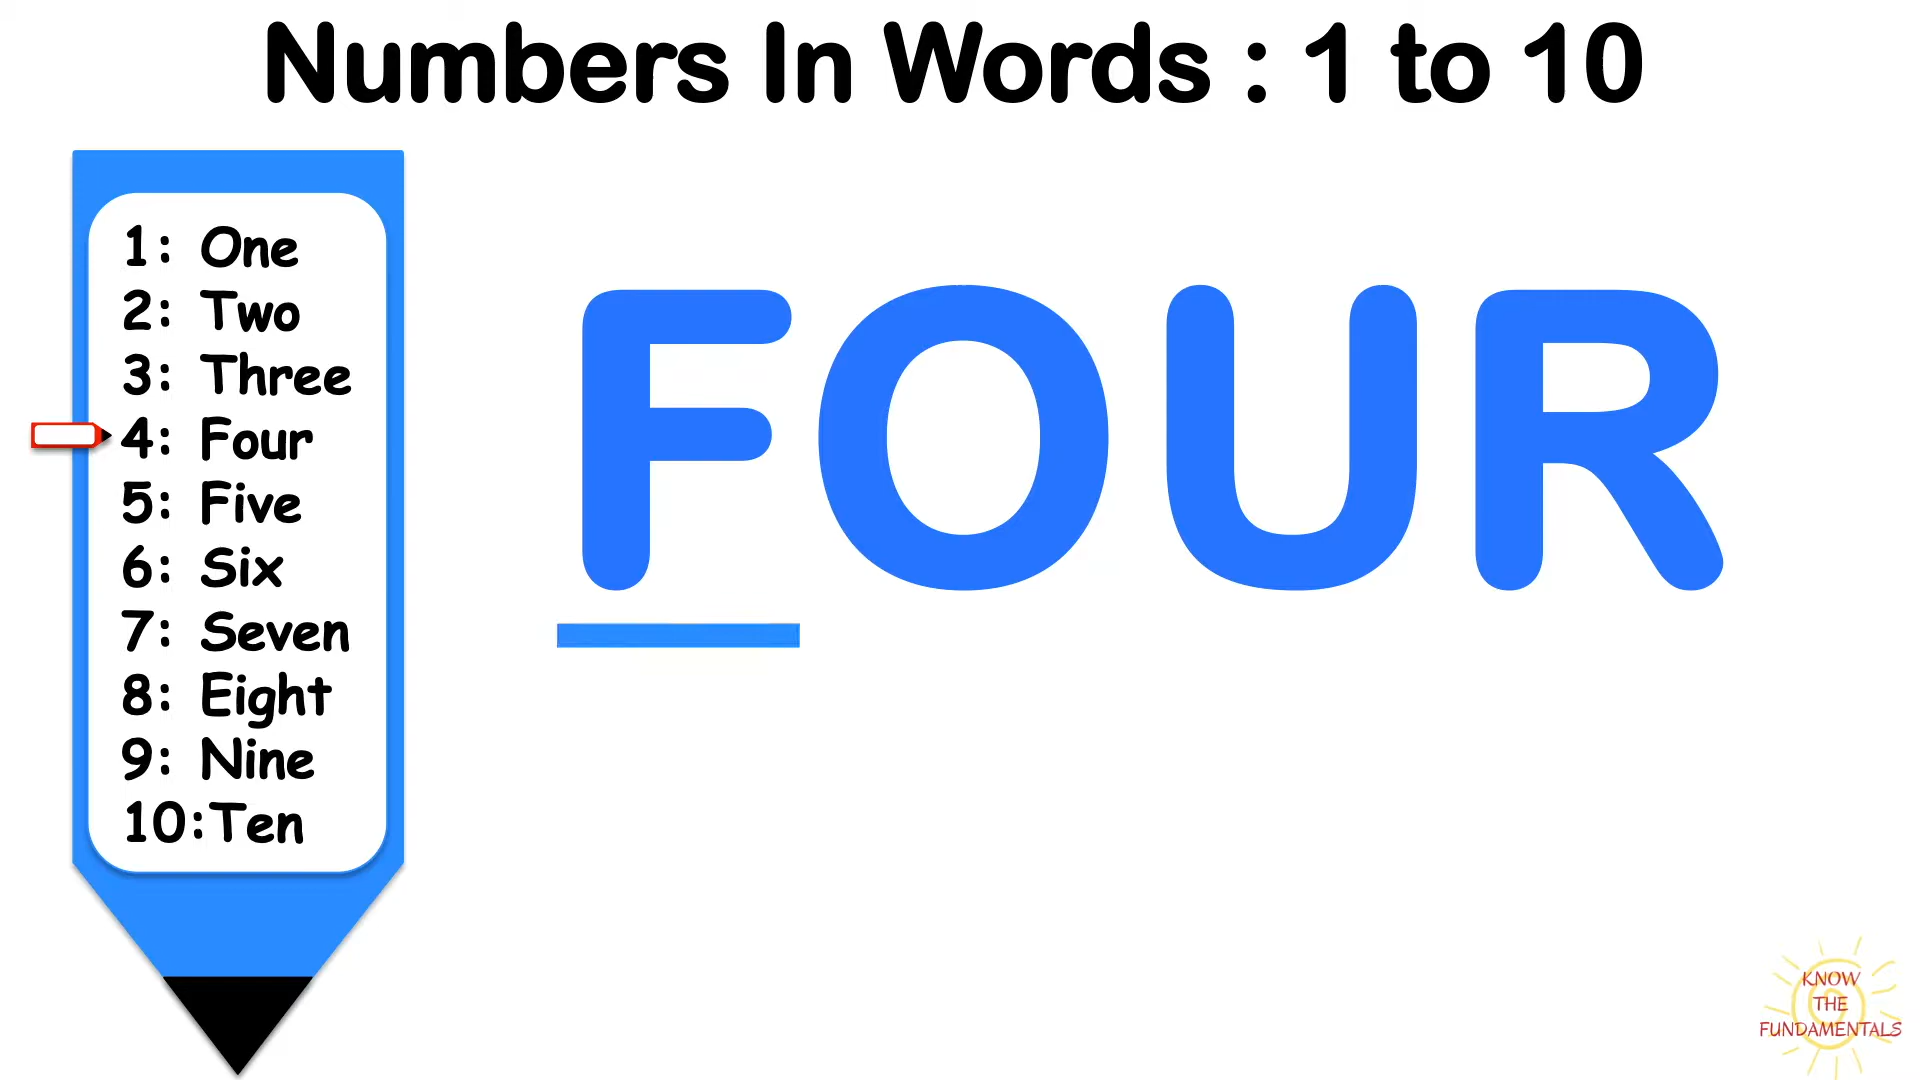 Numbers In Words : 1 to 10
1: One
2: Two
3: Three
4: Four
5: Five
6: Six
7: Seven
8: Eight
9: Nine
10:Ten
FOUR
KNOW
THE
FUNDAMENTALS